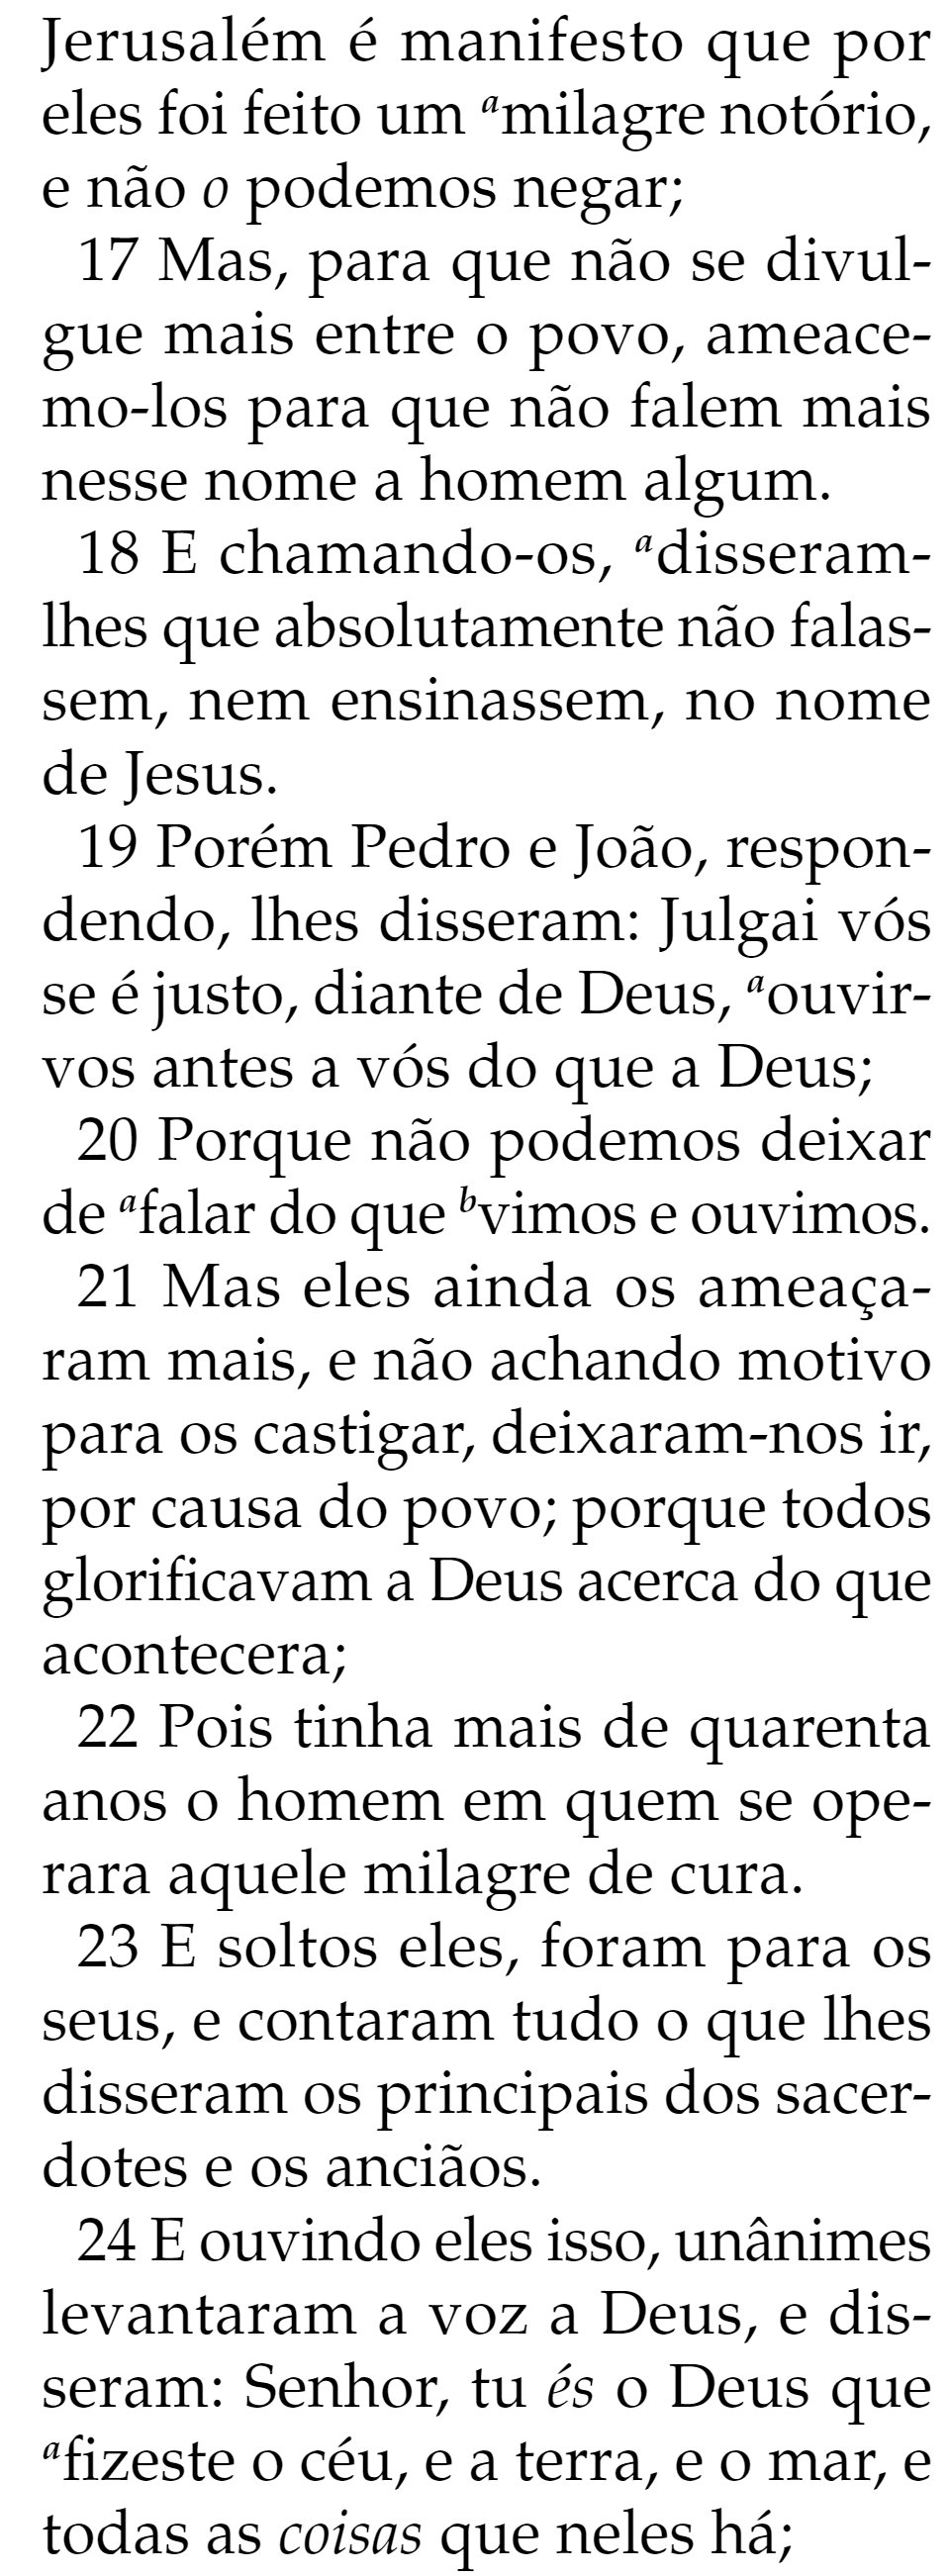 Jerusalém é manifesto que por
eles foi feito um ªmilagre notório,
e não o podemos negar;
17 Mas, para que não se divul-
gue mais entre o povo, ameace-
mo-los para que não falem mais
nesse nome a homem algum.
18 E chamando-os, ªdisseram-
lhes que absolutamente não falas-
sem, nem ensinassem, no nome
de Jesus.
19 Porém Pedro e João, respon-
dendo, lhes disseram: Julgai vós
se é justo, diante de Deus, ªouvir-
vos antes a vós do que a Deus;
20 Porque não podemos deixar
de ªfalar do que ᵇvimos e ouvimos.
21 Mas eles ainda os ameaça-
ram mais, e não achando motivo
para os castigar, deixaram-nos ir,
por causa do povo; porque todos
glorificavam a Deus acerca do que
acontecera;
22 Pois tinha mais de quarenta
anos o homem em quem se ope-
rara aquele milagre de cura.
23 E soltos eles, foram para os
seus, e contaram tudo o que lhes
disseram os principais dos sacer-
dotes e os anciãos.
24 E ouvindo eles isso, unânimes
levantaram a voz a Deus, e dis-
seram: Senhor, tu és o Deus que
ªfizeste o céu, e a terra, e o mar, e
todas as coisas que neles há;